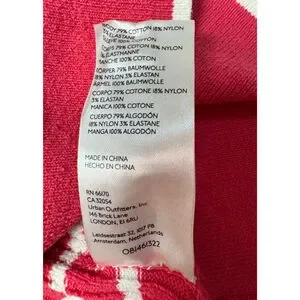 BODY 79% COTTON 18% NYLON
3% ELASTANE
SLEEVE 100% COTTON
CORPS 79% COTON 18% NYLON
3% ELASTHANNE
MANCHE 100% COTON
KÖRPER 79% BAUMWOLLE
18% NYLON 3% ELASTAN
ÄRMEL 100% BAUMWOLLE
CORPO 79% COTONE 18% NYLON
3% ELASTAN
MANICA 100% COTONE
CUERPO 79% ALGODÓN
18% NYLON 3% ELASTANE
MANGA 100% ALGODÓN
MADE IN CHINA
HECHO EN CHINA
RN 66170
CA 32054
Urban Outfitters, Inc
146 Brick Lane
LONDON, E1 6RU
Leidsestraat 32, 1017 PB
Amsterdam, Netherlands
OB1461322